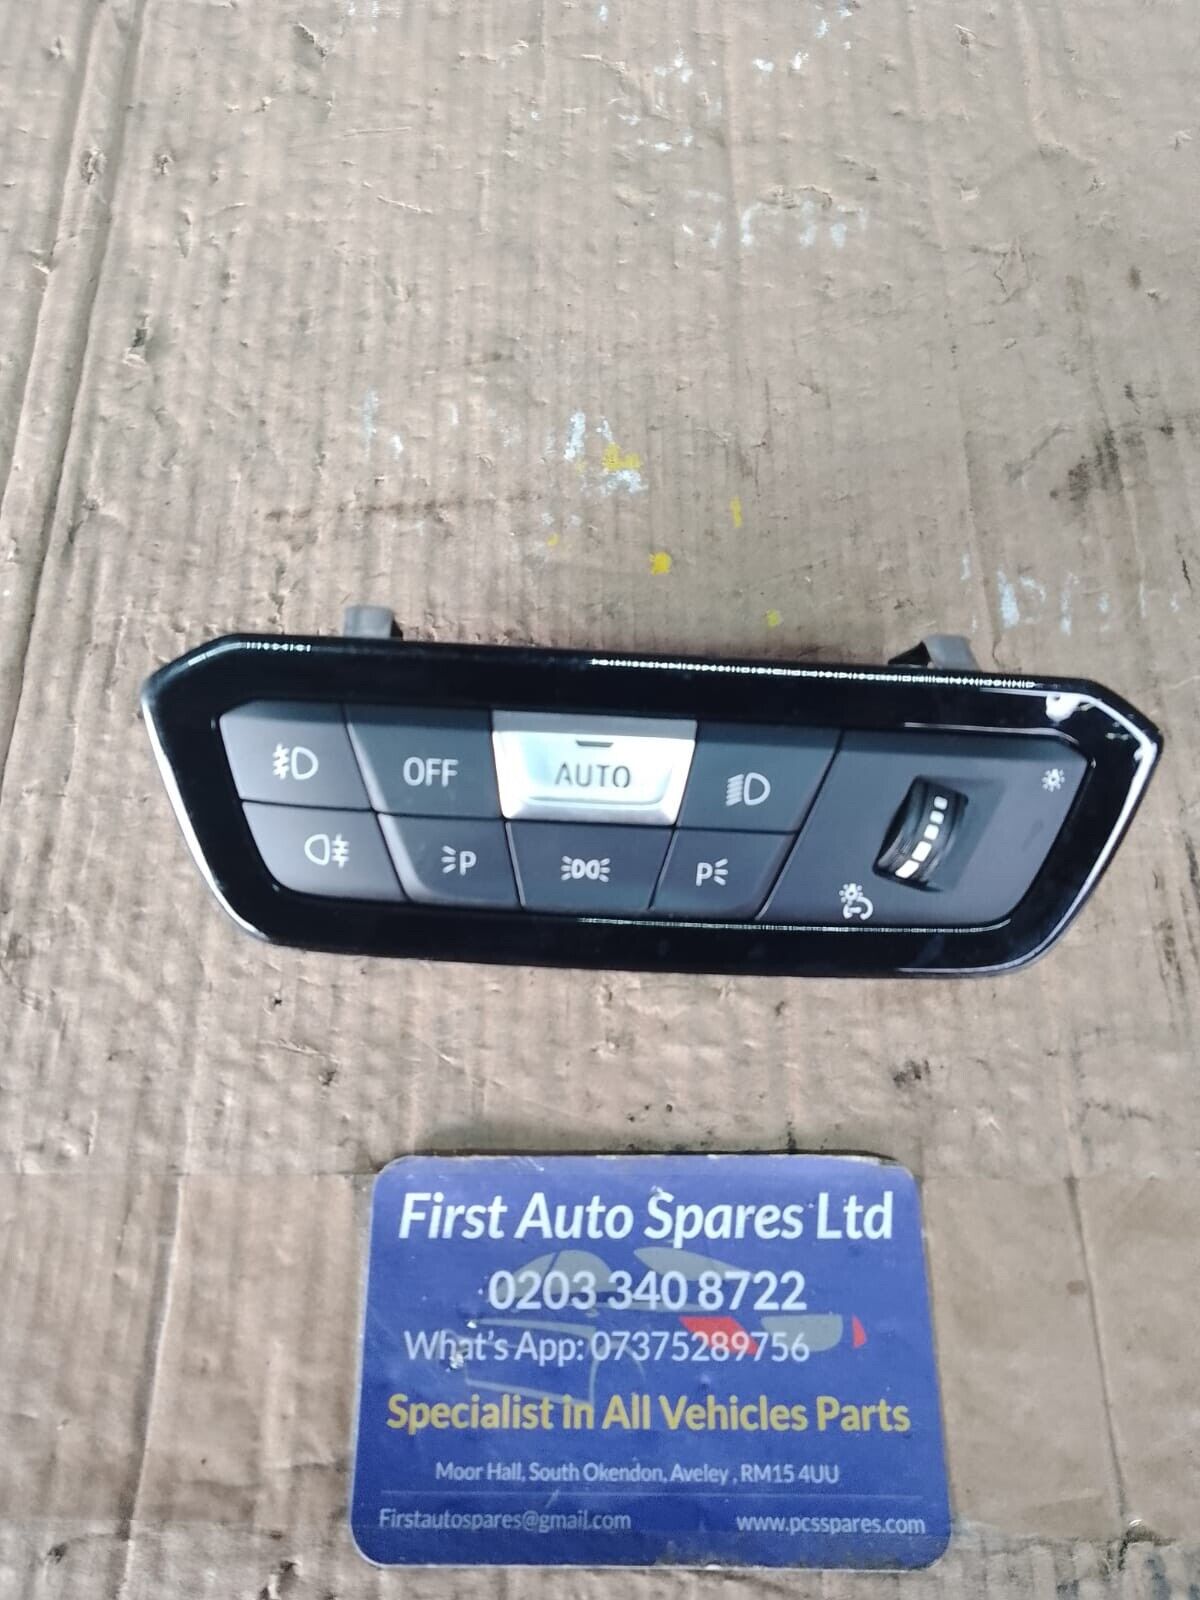 OFF
AUTO
P
P
First Auto Spares Ltd
0203 340 8722
What's App: 07375289756
Specialist in All Vehicles Parts
Moor Hall, South Okendon, Aveley , RM15 4UU
Firstautospares@gmail.com
www.pcsspares.com